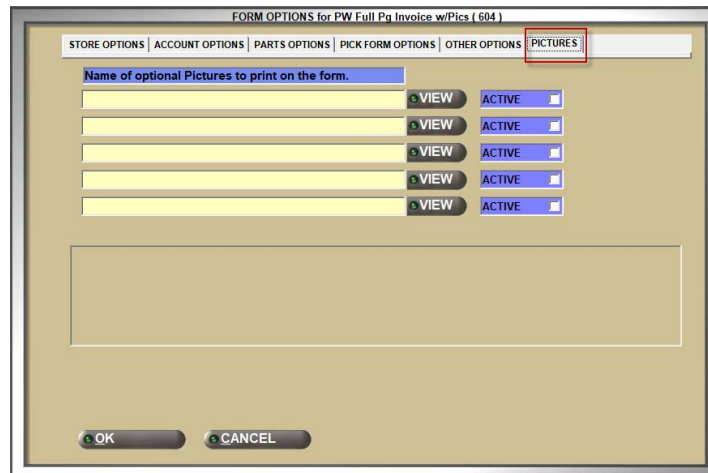 FORM OPTIONS for PW Full Pg Invoice w/Pics ( 604 )
STORE OPTIONS ACCOUNT OPTIONS PARTS OPTIONS PICK FORM OPTIONS OTHER OPTIONS PICTURES
Name of optional Pictures to print on the form.
VIEW ACTIVE
VIEW ACTIVE
VIEW ACTIVE
VIEW ACTIVE
VIEW ACTIVE
OK CANCEL